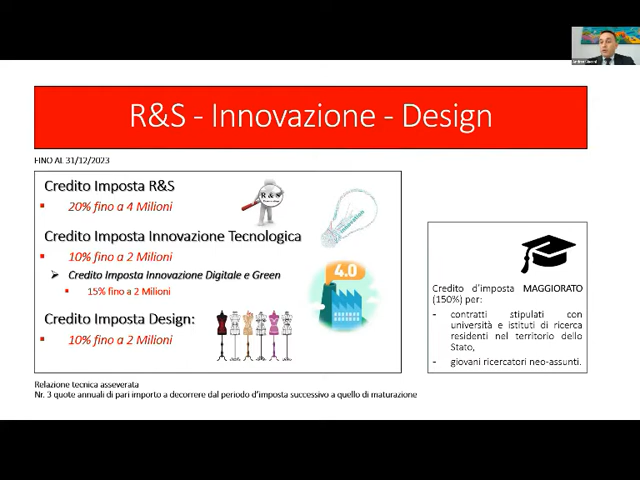 R&S - Innovazione - Design
FINO AL 31/12/2023
Credito Imposta R&S
20% fino a 4 Milioni
R & S
Credito Imposta Innovazione Tecnologica
10% fino a 2 Milioni
Credito Imposta Innovazione Digitale e Green
15% fino a 2 Milioni
Credito Imposta Design:
10% fino a 2 Milioni
innovation
4.0
Credito d'imposta MAGGIORATO
(150%) per:
- contratti stipulati con
università e istituti di ricerca
residenti nel territorio dello
Stato,
- giovani ricercatori neo-assunti.
Relazione tecnica asseverata
Nr. 3 quote annuali di pari importo a decorrere dal periodo d'imposta successivo a quello di maturazione